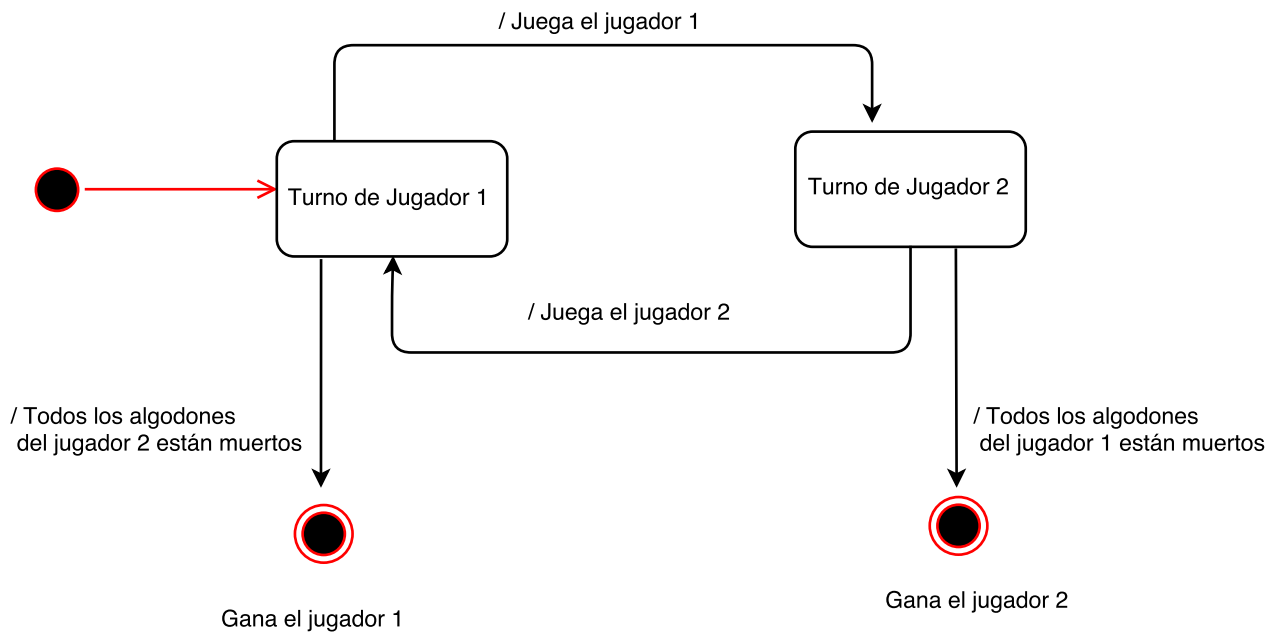 / Juega el jugador 1
Turno de Jugador 1
Turno de Jugador 2
/ Juega el jugador 2
/ Todos los algodones
del jugador 2 están muertos
/ Todos los algodones
del jugador 1 están muertos
Gana el jugador 1
Gana el jugador 2